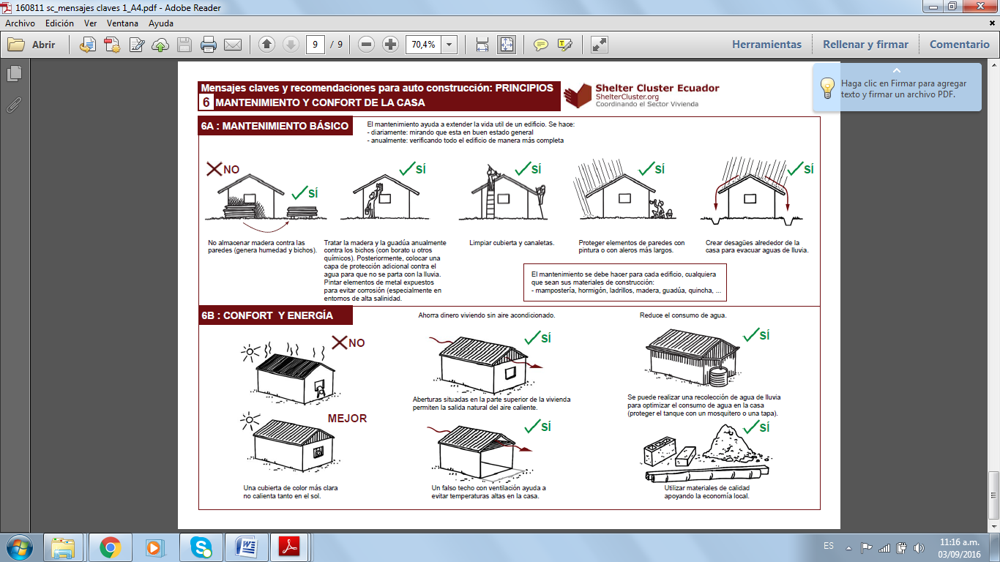 160811 sc_mensajes claves 1_A4.pdf - Adobe Reader
Archivo Edición Ver Ventana Ayuda
Abrir 9 / 9 70,4% Herramientas Rellenar y firmar Comentario
Haga clic en Firmar para agregar
texto y firmar un archivo PDF.
Mensajes claves y recomendaciones para auto construcción: PRINCIPIOS
6 MANTENIMIENTO Y CONFORT DE LA CASA
Shelter Cluster Ecuador
ShelterCluster.org
Coordinando el Sector Vivienda
6A : MANTENIMIENTO BÁSICO
El mantenimiento ayuda a extender la vida util de un edificio. Se hace:
- diariamente: mirando que esta en buen estado general
- anualmente: verificando todo el edificio de manera más completa
NO
SÍ
SÍ
SÍ
SÍ
SÍ
No almacenar madera contra las
paredes (genera humedad y bichos).
Tratar la madera y la guadúa anualmente
contra los bichos (con borato u otros
químicos). Posteriormente, colocar una
capa de protección adicional contra el
agua para que no se parta con la lluvia.
Pintar elementos de metal expuestos
para evitar corrosión (especialmente en
entornos de alta salinidad.
Limpiar cubierta y canaletas.
Proteger elementos de paredes con
pintura o con aleros más largos.
Crear desagües alrededor de la
casa para evacuar aguas de lluvia.
El mantenimiento se debe hacer para cada edificio, cualquiera
que sean sus materiales de construcción:
- mampostería, hormigón, ladrillos, madera, guadúa, quincha, ...
6B : CONFORT Y ENERGÍA
NO
MEJOR
Una cubierta de color más clara
no calienta tanto en el sol.
Ahorra dinero viviendo sin aire acondicionado.
SÍ
Aberturas situadas en la parte superior de la vivienda
permiten la salida natural del aire caliente.
SÍ
Un falso techo con ventilación ayuda a
evitar temperaturas altas en la casa.
Reduce el consumo de agua.
SÍ
Se puede realizar una recolección de agua de lluvia
para optimizar el consumo de agua en la casa
(proteger el tanque con un mosquitero o una tapa).
SÍ
Utilizar materiales de calidad
apoyando la economía local.
ES
11:16 a.m.
03/09/2016